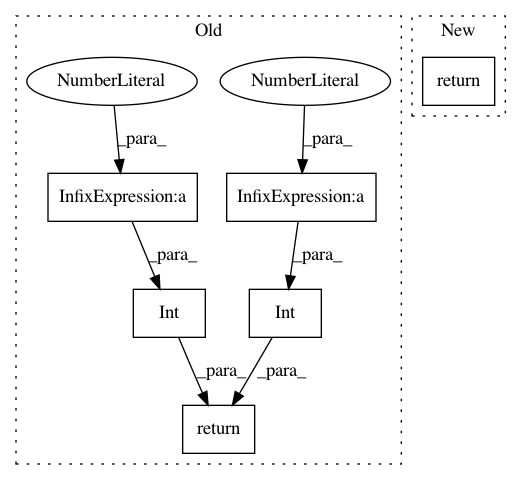 Old
New
NumberLiteral
NumberLiteral
return
_para_
_para_
InfixExpression:a
InfixExpression:a
_para_
_para_
Int
Int
_para_
_para_
return